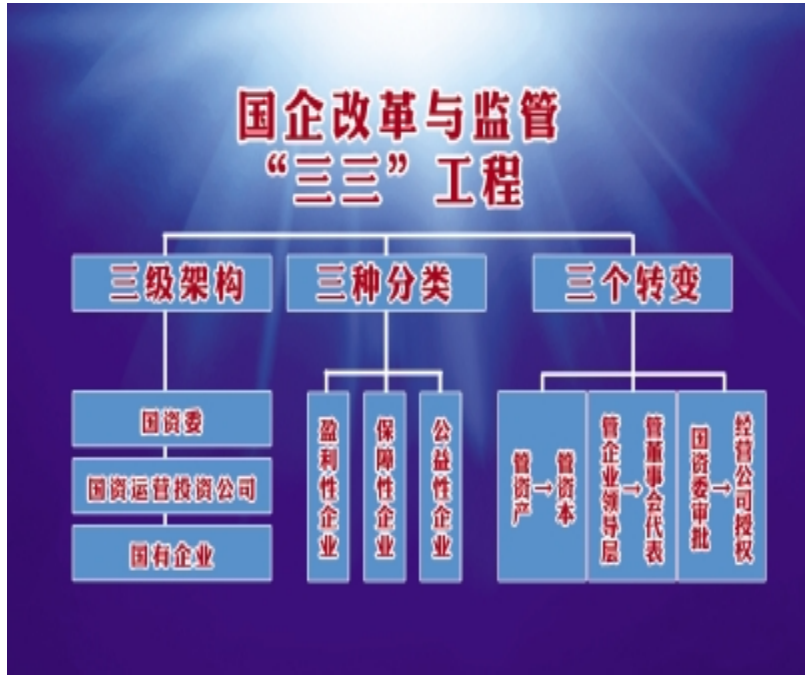 国企改革与监管
“三三”工程
三级架构
三种分类
三个转变
国资委
国资运营投资公司
国有企业
盈利性企业
保障性企业
公益性企业
管资产→管资本
管企业领导层→管董事会代表
国资委审批→经营公司授权